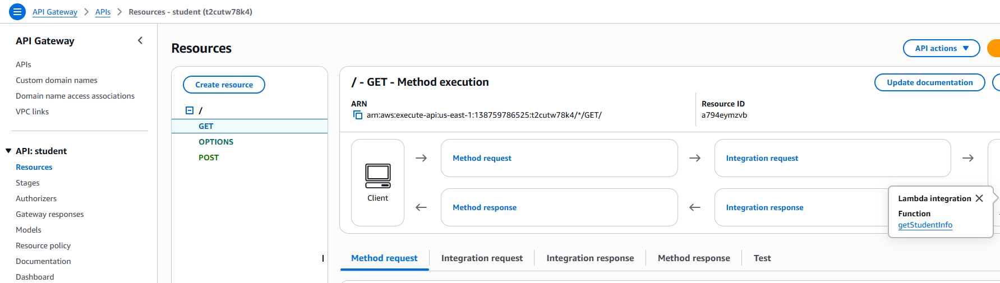 API Gateway > APIs > Resources - student (t2cutw78k4)
API Gateway
APIs
Custom domain names
Domain name access associations
VPC links
API: student
Resources
Stages
Authorizers
Gateway responses
Models
Resource policy
Documentation
Dashboard
Resources
API actions
Create resource
/
GET
OPTIONS
POST
/ - GET - Method execution
Update documentation
ARN
arn:aws:execute-api:us-east-1:138759786525:t2cutw78k4/*/GET/
Resource ID
a794eymzvb
Client
Method request
Integration request
Method response
Integration response
Lambda integration
Function
getStudentInfo
Method request
Integration request
Integration response
Method response
Test